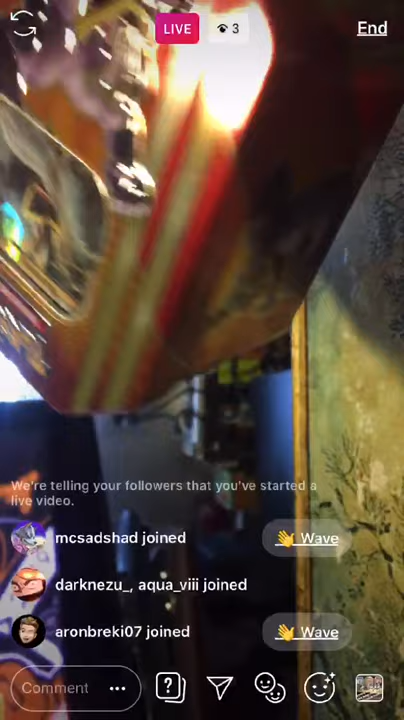 LIVE
3
End
We're telling your followers that you've started a
live video.
mcsadshad joined
Wave
darknezu_, aqua_viii joined
aronbreki07 joined
Wave
Comment